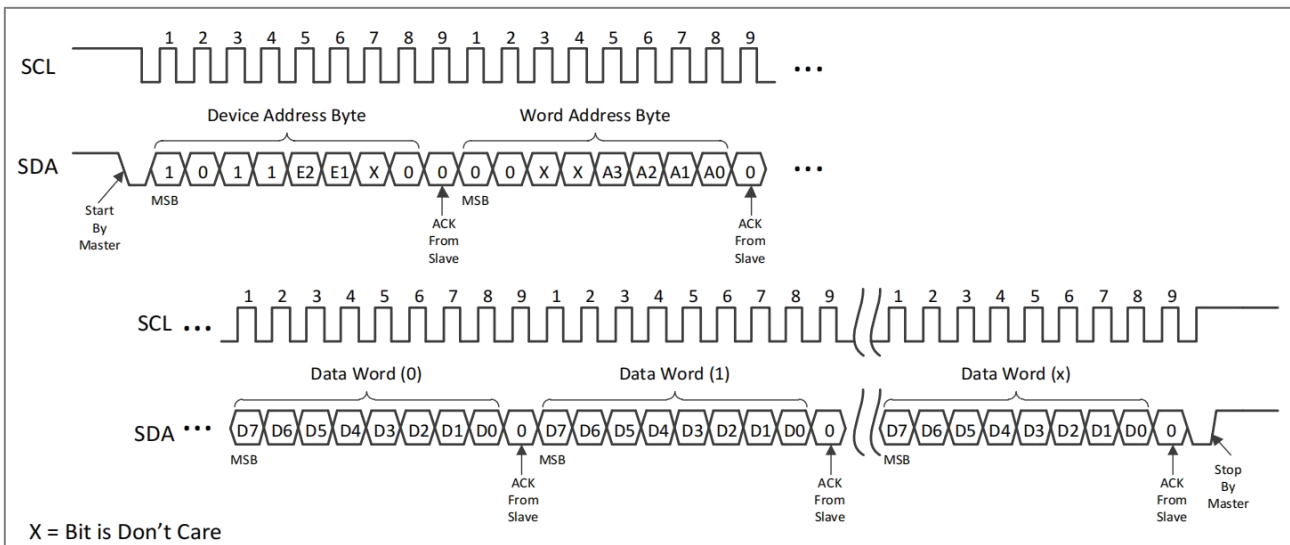 1 2 3 4 5 6 7 8 9 1 2 3 4 5 6 7 8 9
SCL ...
Device Address Byte Word Address Byte
SDA 1 0 1 1 E2 E1 X 0 0 0 0 X X A3 A2 A1 A0 0 ...
MSB MSB
Start By Master
ACK From Slave
ACK From Slave
1 2 3 4 5 6 7 8 9 1 2 3 4 5 6 7 8 9 1 2 3 4 5 6 7 8 9
SCL ...
Data Word (0) Data Word (1) Data Word (x)
SDA ... D7 D6 D5 D4 D3 D2 D1 D0 0 D7 D6 D5 D4 D3 D2 D1 D0 0 D7 D6 D5 D4 D3 D2 D1 D0 0
MSB MSB MSB
ACK From Slave
ACK From Slave
ACK From Slave
Stop By Master
X = Bit is Don’t Care